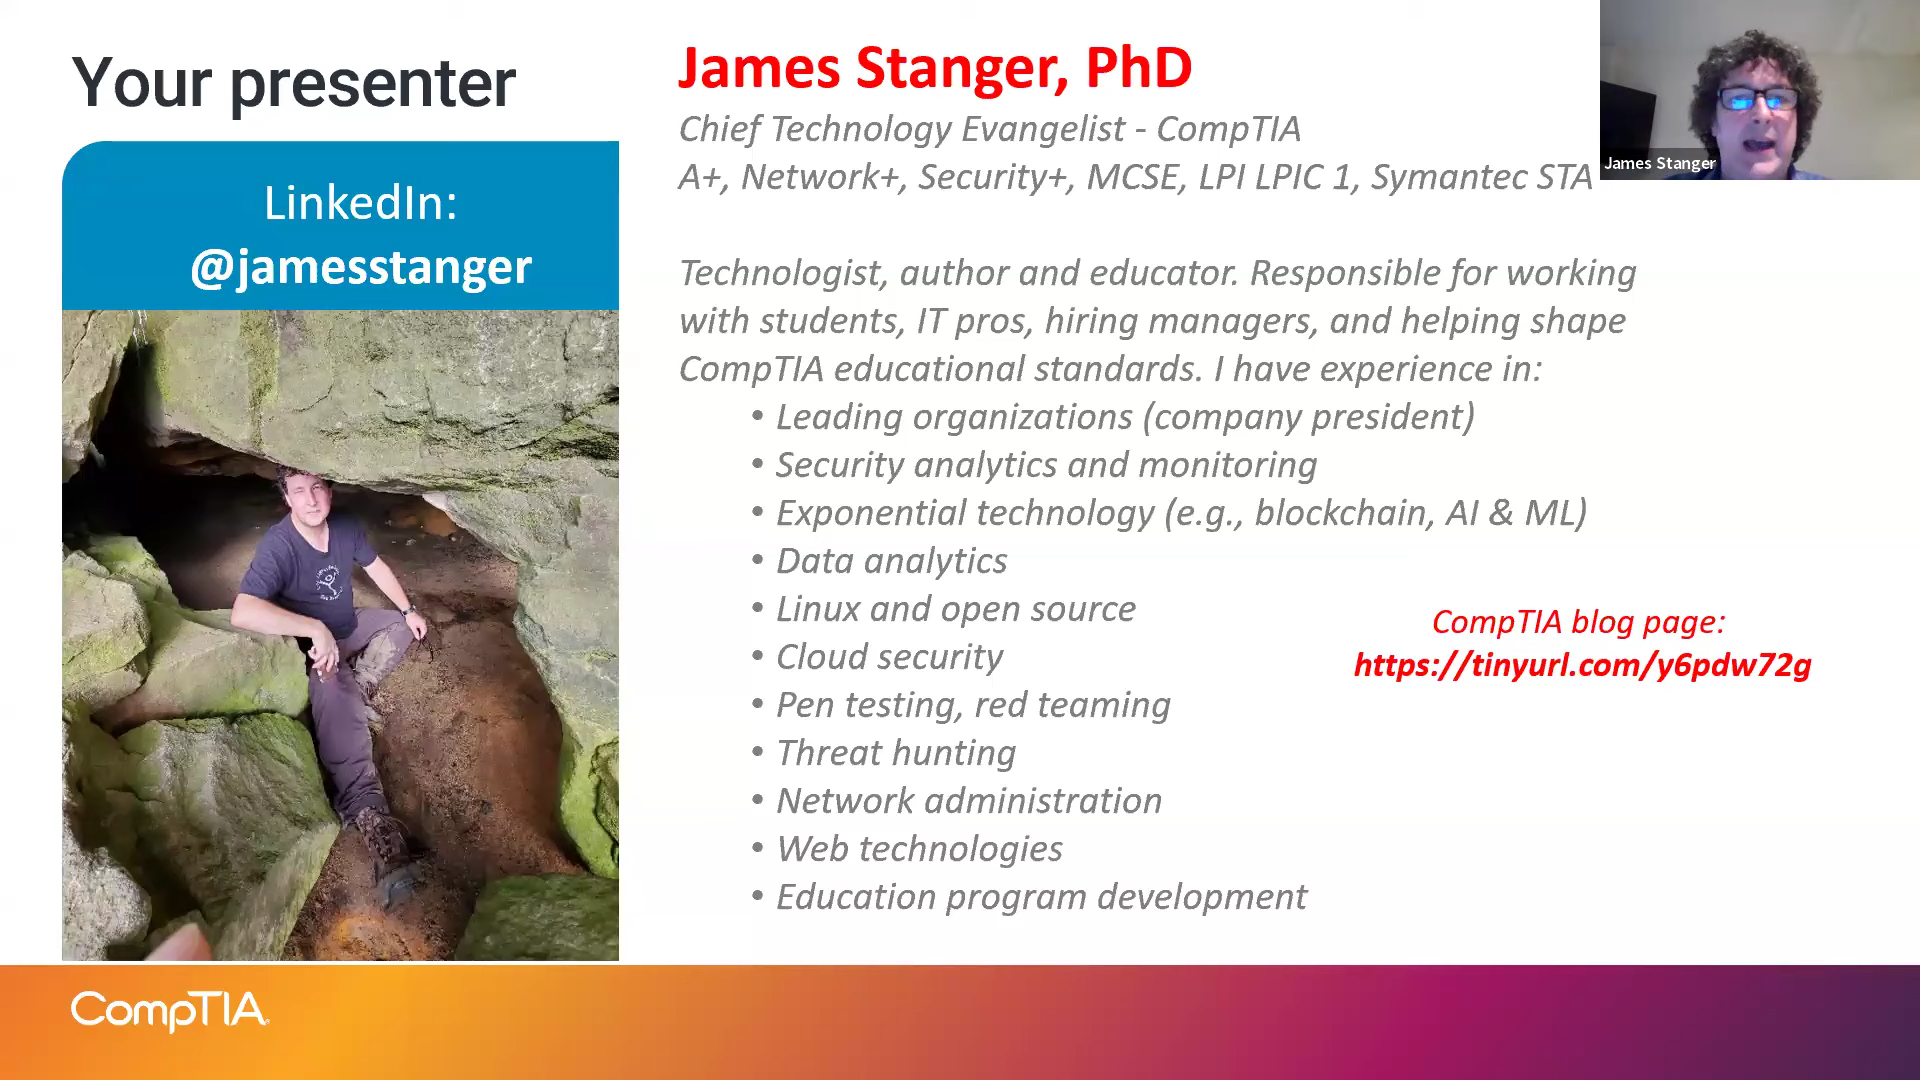 Your presenter
LinkedIn:
@jamesstanger
James Stanger, PhD
Chief Technology Evangelist - CompTIA
A+, Network+, Security+, MCSE, LPI LPIC 1, Symantec STA
Technologist, author and educator. Responsible for working
with students, IT pros, hiring managers, and helping shape
CompTIA educational standards. I have experience in:
• Leading organizations (company president)
• Security analytics and monitoring
• Exponential technology (e.g., blockchain, AI & ML)
• Data analytics
• Linux and open source
• Cloud security
• Pen testing, red teaming
• Threat hunting
• Network administration
• Web technologies
• Education program development
CompTIA blog page:
https://tinyurl.com/y6pdw72g
James Stanger
CompTIA